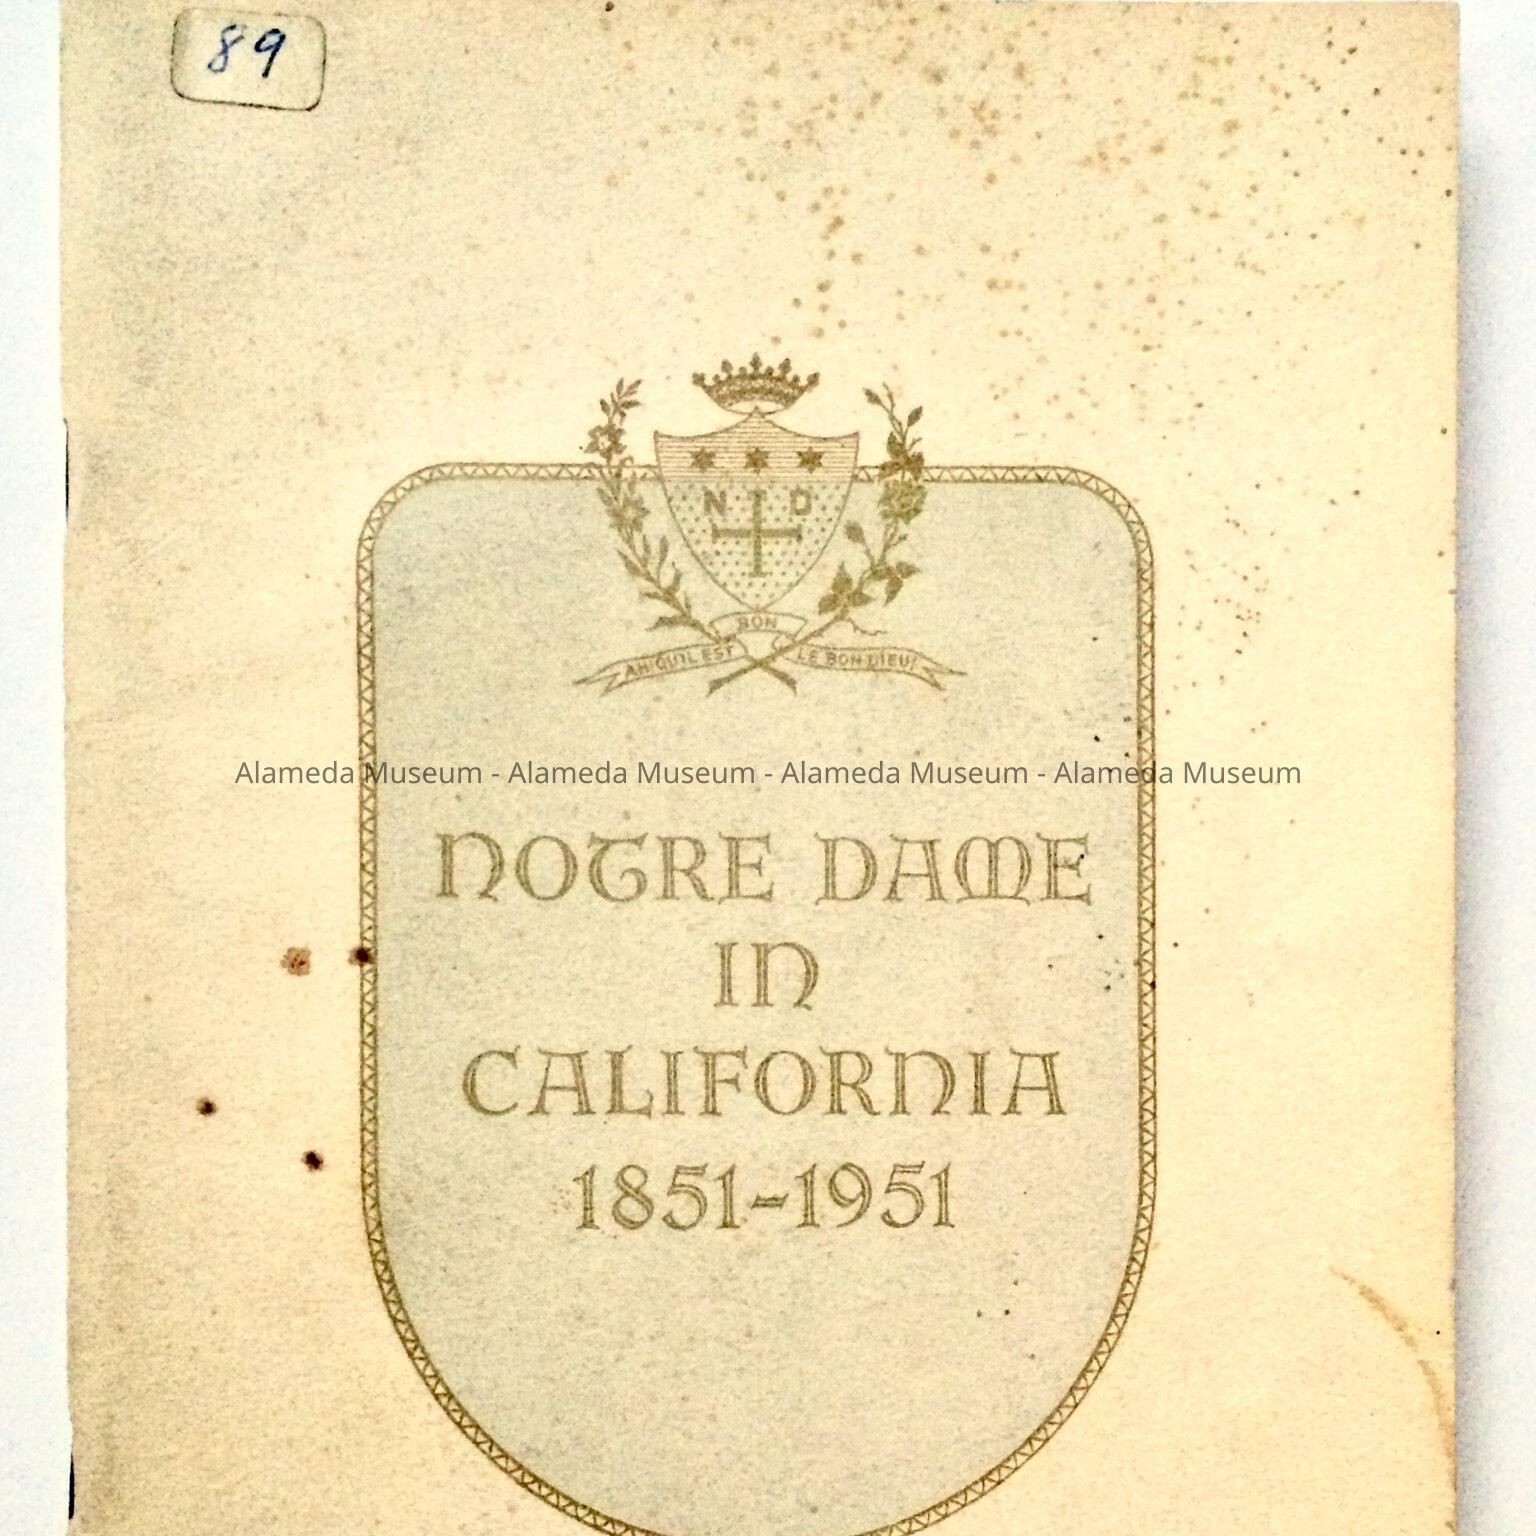 89
N D
BON
AH! QU'IL EST LE BON DIEU!
Alameda Museum - Alameda Museum - Alameda Museum - Alameda Museum
NOTRE DAME
IN
CALIFORNIA
1851-1951